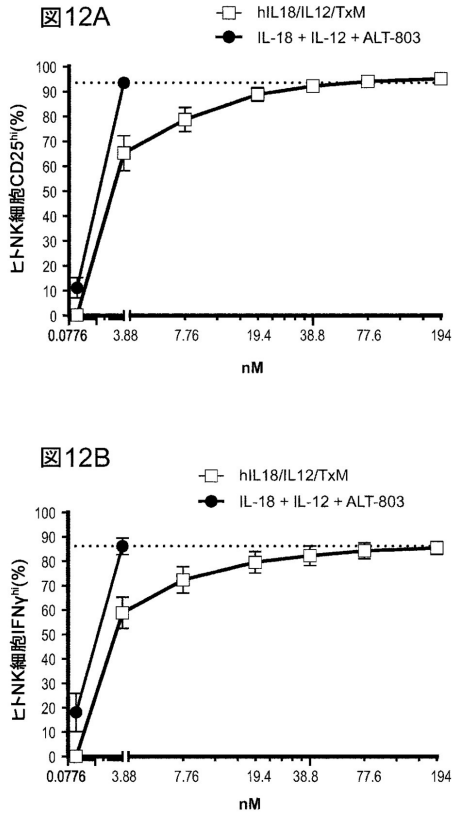 図12A
hIL18/IL12/TxM
IL-18 + IL-12 + ALT-803
ヒトNK細胞CD25hi(%)
100
90
80
70
60
50
40
30
20
10
0
0.0776 3.88 7.76 19.4 38.8 77.6 194
nM
図12B
hIL18/IL12/TxM
IL-18 + IL-12 + ALT-803
ヒトNK細胞IFNγhi(%)
100
90
80
70
60
50
40
30
20
10
0
0.0776 3.88 7.76 19.4 38.8 77.6 194
nM